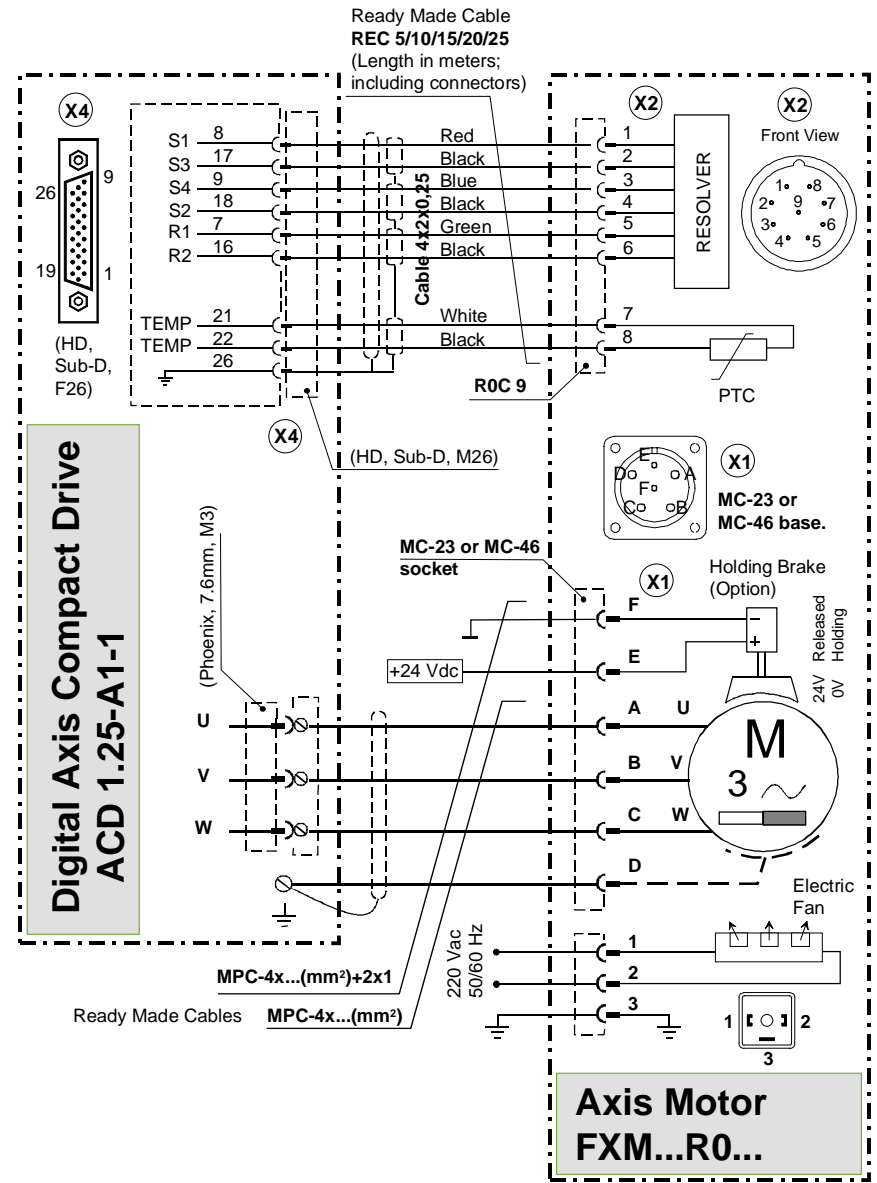 Ready Made Cable
REC 5/10/15/20/25
(Length in meters;
including connectors)
X4
26
9
19
1
(HD,
Sub-D,
F26)
S1 8
S3 17
S4 9
S2 18
R1 7
R2 16
TEMP 21
TEMP 22
26
X4
(HD, Sub-D, M26)
Red
Black
Blue
Black
Green
Black
White
Black
Cable 4x2x0,25
R0C 9
X2
1
2
3
4
5
6
7
8
RESOLVER
PTC
X2
Front View
1 8
2 9 7
3 6
4 5
E
D A
F
C B
X1
MC-23 or
MC-46 base.
Digital Axis Compact Drive
ACD 1.25-A1-1
(Phoenix, 7.6mm, M3)
MC-23 or MC-46
socket
X1
Holding Brake
(Option)
F
−
+
E
+24 Vdc
24V Released
0V Holding
U A U
V B V
W C W
D
M
3
Electric
Fan
220 Vac
50/60 Hz
1
2
3
1 2
3
MPC-4x...(mm²)+2x1
Ready Made Cables MPC-4x...(mm²)
Axis Motor
FXM...R0...